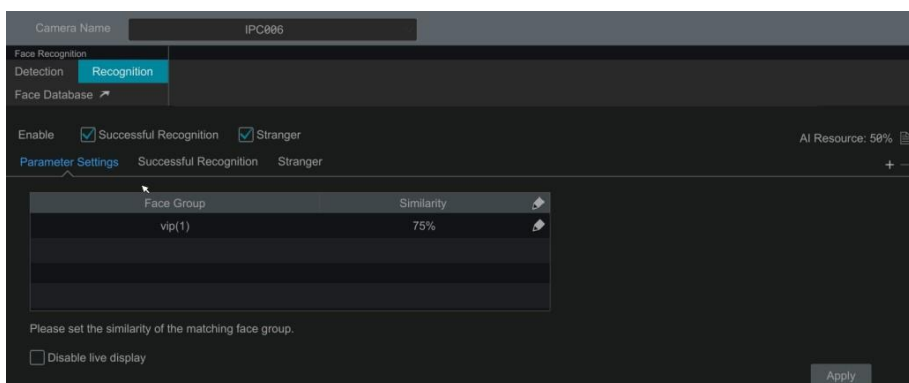 Camera Name IPC006
Face Recognition
Detection Recognition
Face Database
Enable Successful Recognition Stranger AI Resource: 50%
Parameter Settings Successful Recognition Stranger + −
Face Group Similarity
vip(1) 75%
Please set the similarity of the matching face group.
Disable live display
Apply